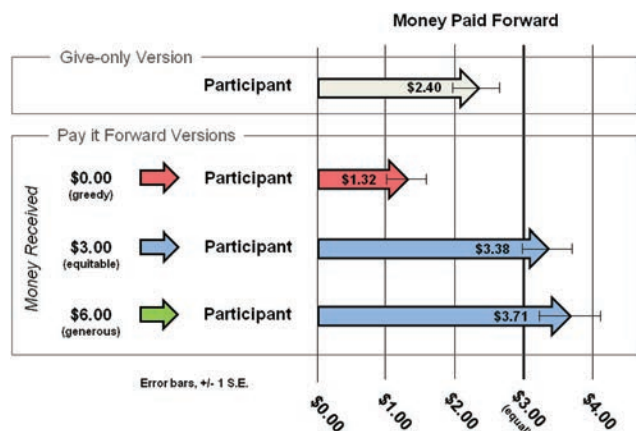 Money Paid Forward
Give-only Version
Participant
$2.40
Pay it Forward Versions
Money Received
$0.00
(greedy)
Participant
$1.32
$3.00
(equitable)
Participant
$3.38
$6.00
(generous)
Participant
$3.71
Error bars, +/- 1 S.E.
$0.00
$1.00
$2.00
$3.00
$4.00